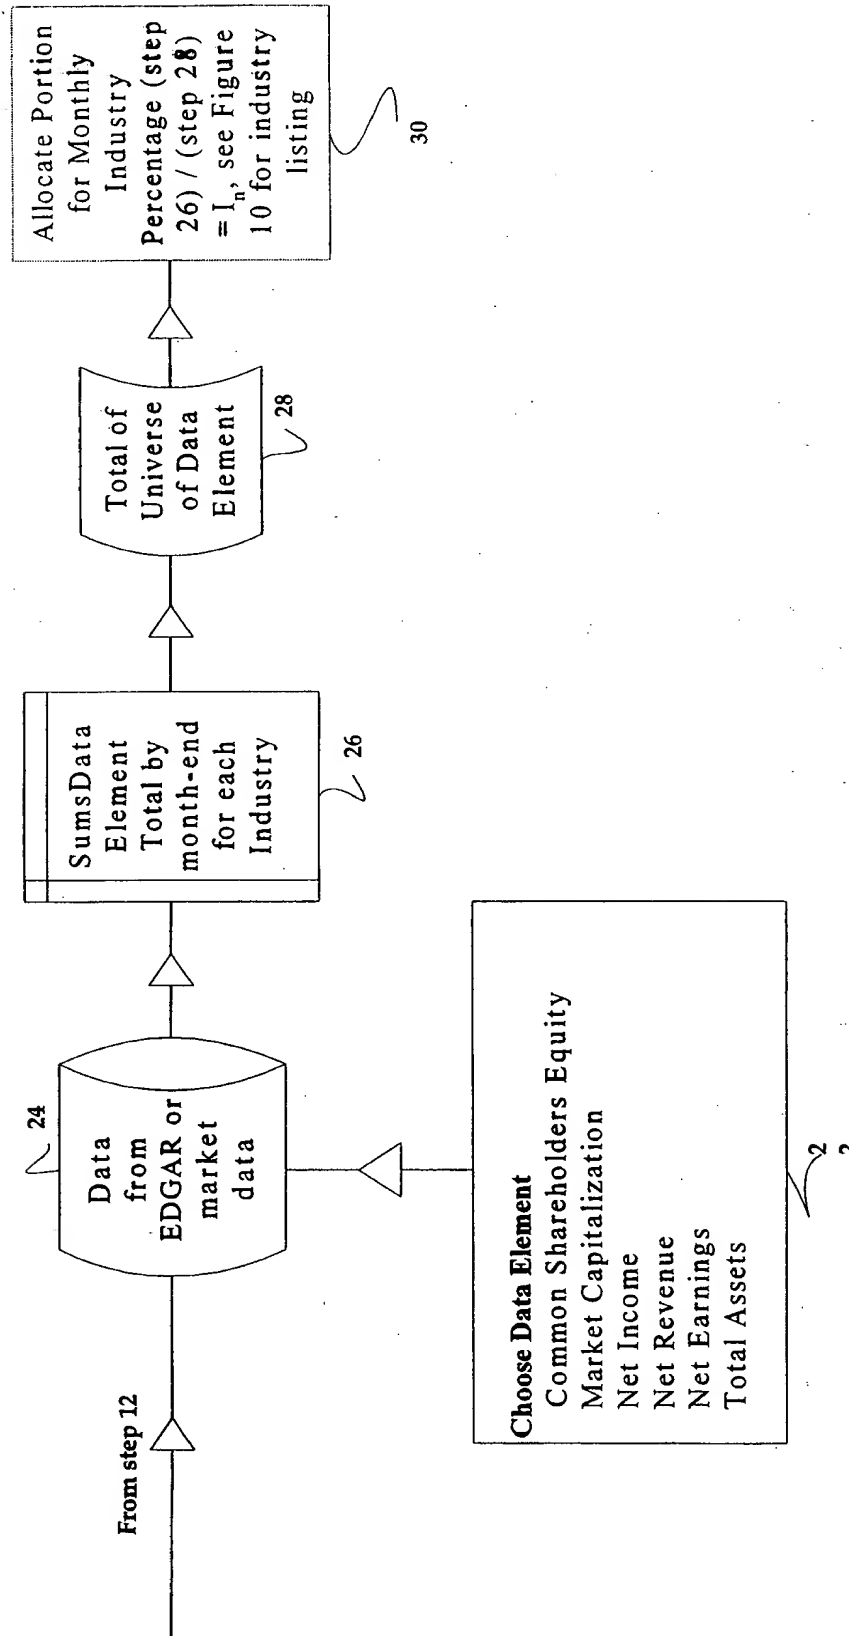 From step 12
24
Data
from
EDGAR or
market
data
Choose Data Element
Common Shareholders Equity
Market Capitalization
Net Income
Net Revenue
Net Earnings
Total Assets
2
2
SumsData
Element
Total by
month-end
for each
Industry
26
Total of
Universe
of Data
Element
28
Allocate Portion
for Monthly
Industry
Percentage (step
26) / (step 28)
= Iₙ, see Figure
10 for industry
listing
30